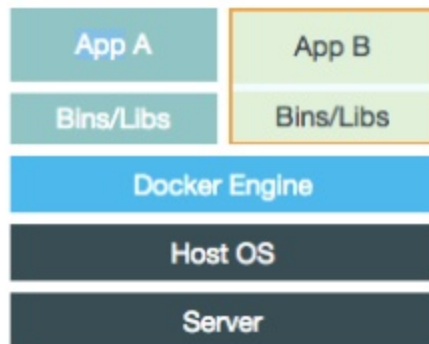 App A
App B
Bins/Libs
Bins/Libs
Docker Engine
Host OS
Server